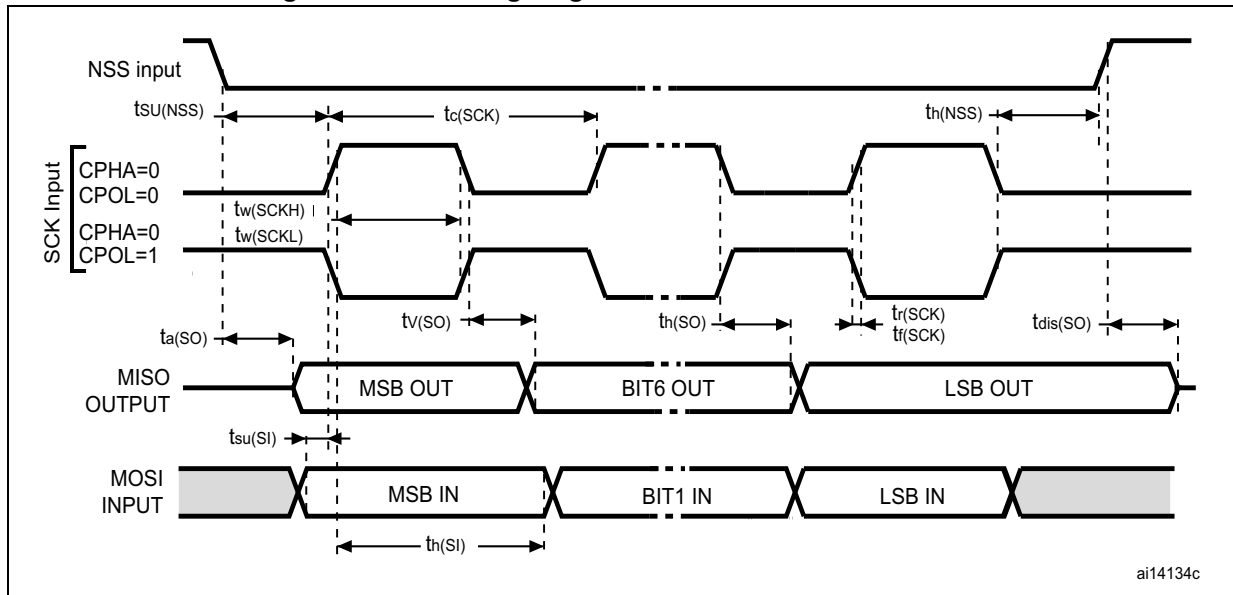 NSS input
tSU(NSS)
tc(SCK)
th(NSS)
SCK Input
CPHA=0
CPOL=0
tw(SCKH)
CPHA=0
tw(SCKL)
CPOL=1
tV(SO)
th(SO)
tr(SCK)
tf(SCK)
ta(SO)
tdis(SO)
MISO
OUTPUT
MSB OUT
BIT6 OUT
LSB OUT
tsu(SI)
MOSI
INPUT
MSB IN
BIT1 IN
LSB IN
th(SI)
ai14134c